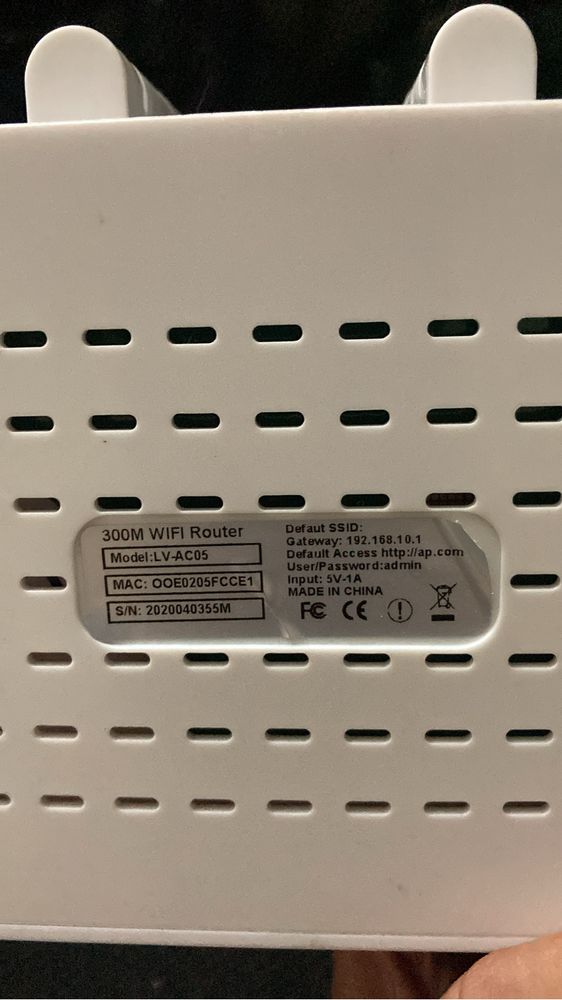 300M WIFI Router
Model:LV-AC05
MAC: OOE0205FCCE1
S/N: 2020040355M
Defaut SSID:
Gateway: 192.168.10.1
Default Access http://ap.com
User/Password:admin
Input: 5V-1A
MADE IN CHINA
FC CE